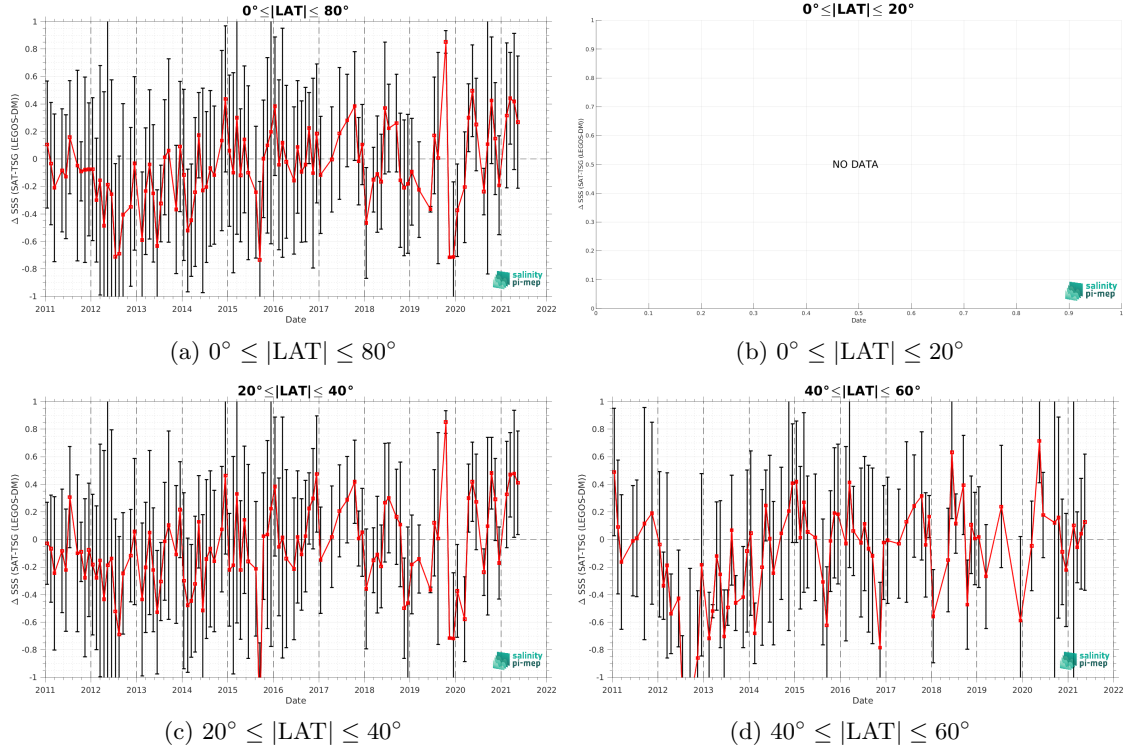 0°≤|LAT|≤ 80°
Δ SSS (SAT-TSG (LEGOS-DM))
1
0.8
0.6
0.4
0.2
0
-0.2
-0.4
-0.6
-0.8
-1
2011 2012 2013 2014 2015 2016 2017 2018 2019 2020 2021 2022
Date
salinity
pi-mep
(a) 0° ≤ |LAT| ≤ 80°
0°≤|LAT|≤ 20°
Δ SSS (SAT-TSG (LEGOS-DM))
1
0.9
0.8
0.7
0.6
0.5
0.4
0.3
0.2
0.1
0
NO DATA
0 0.1 0.2 0.3 0.4 0.5 0.6 0.7 0.8 0.9 1
Date
salinity
pi-mep
(b) 0° ≤ |LAT| ≤ 20°
20°≤|LAT|≤ 40°
Δ SSS (SAT-TSG (LEGOS-DM))
1
0.8
0.6
0.4
0.2
0
-0.2
-0.4
-0.6
-0.8
-1
2011 2012 2013 2014 2015 2016 2017 2018 2019 2020 2021 2022
Date
salinity
pi-mep
(c) 20° ≤ |LAT| ≤ 40°
40°≤|LAT|≤ 60°
Δ SSS (SAT-TSG (LEGOS-DM))
1
0.8
0.6
0.4
0.2
0
-0.2
-0.4
-0.6
-0.8
-1
2011 2012 2013 2014 2015 2016 2017 2018 2019 2020 2021 2022
Date
salinity
pi-mep
(d) 40° ≤ |LAT| ≤ 60°